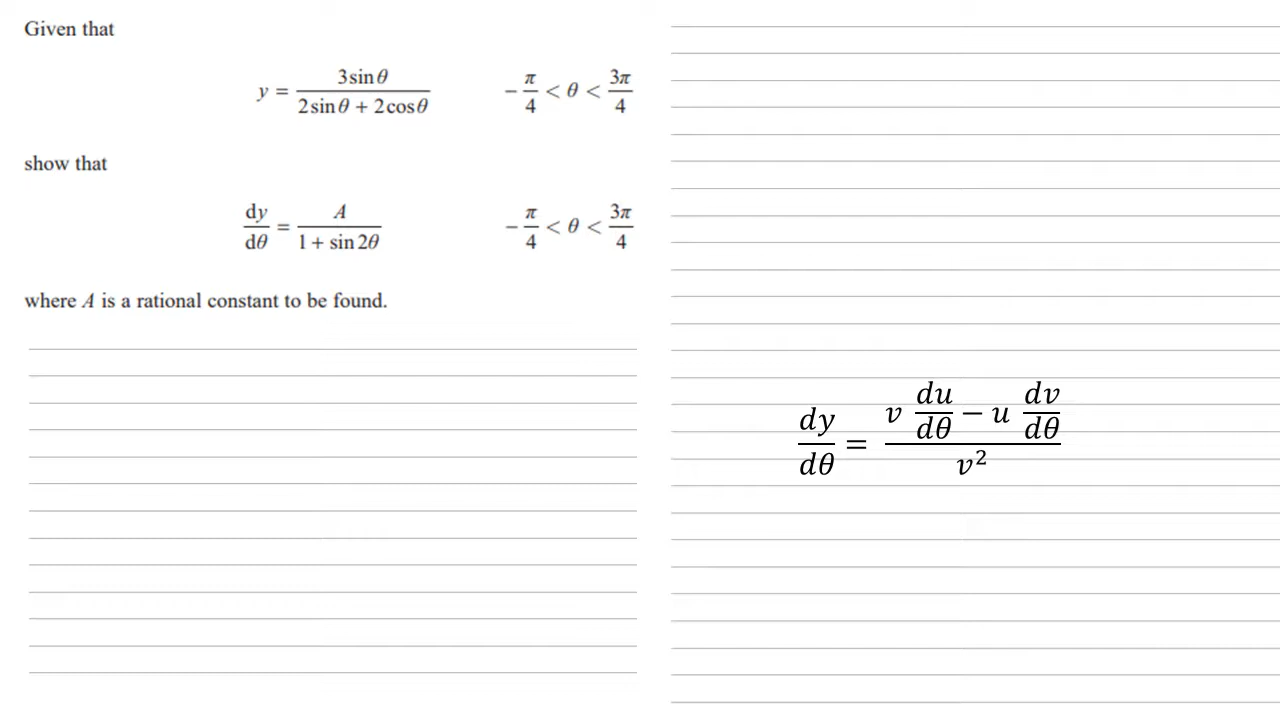 Given that
y = 3sinθ / (2sinθ + 2cosθ)    −π/4 < θ < 3π/4
show that
dy/dθ = A / (1 + sin2θ)    −π/4 < θ < 3π/4
where A is a rational constant to be found.
dy/dθ = (v du/dθ − u dv/dθ) / v²